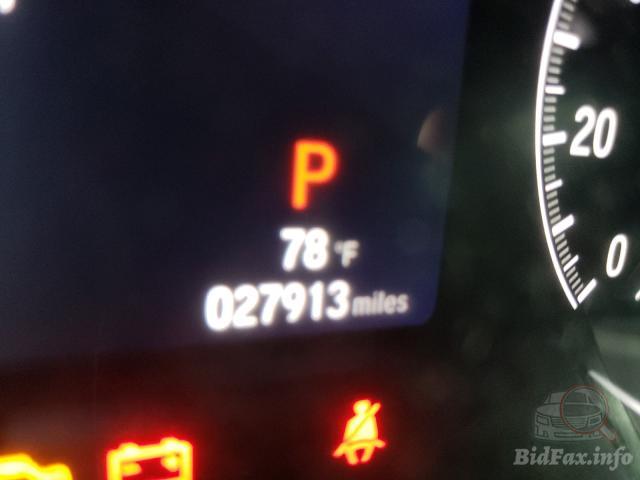 P
20
78 °F
0
027913 miles
BidFax.info